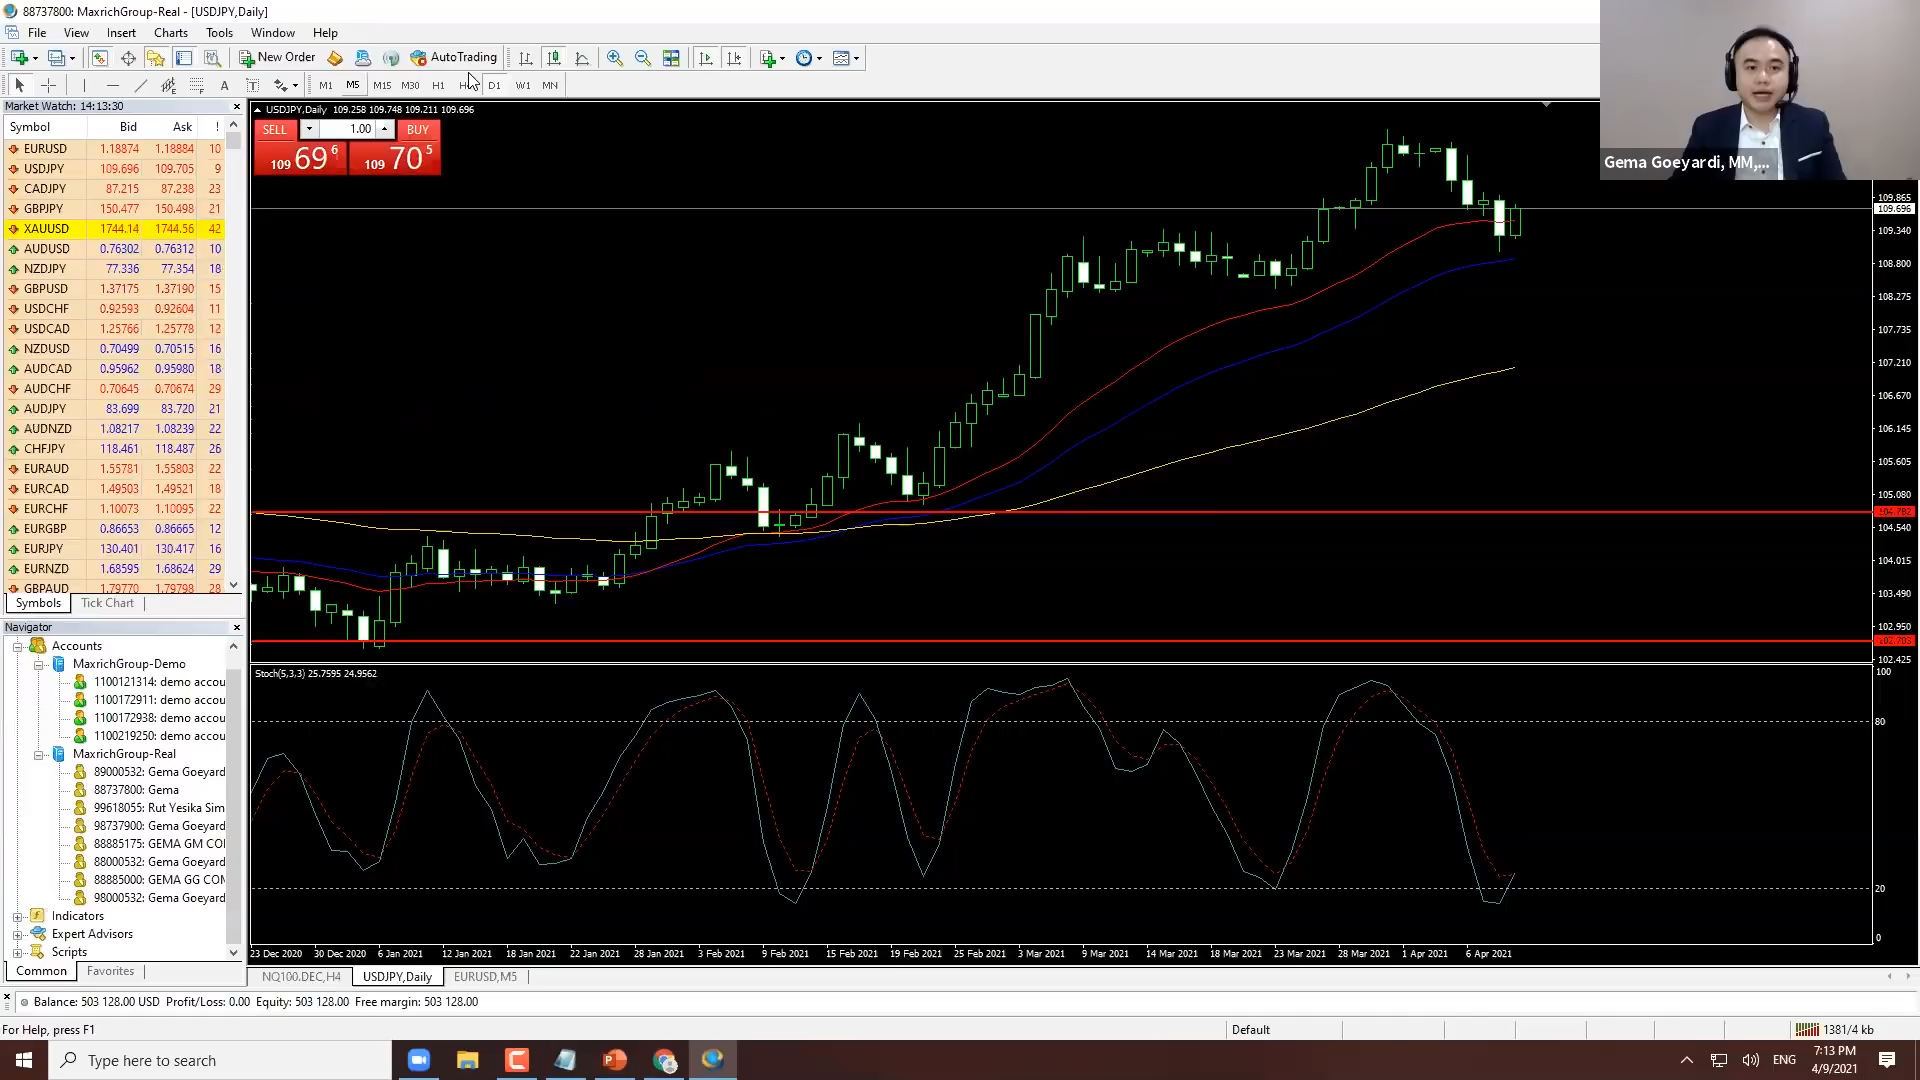 88737800: MaxrichGroup-Real - [USDJPY,Daily]
File View Insert Charts Tools Window Help
New Order AutoTrading
A T M1 M5 M15 M30 H1 D1 W1 MN
Market Watch: 14:13:30
Symbol Bid Ask !
EURUSD 1.18874 1.18884 10
USDJPY 109.696 109.705 9
CADJPY 87.215 87.238 23
GBPJPY 150.477 150.498 21
XAUUSD 1744.14 1744.56 42
AUDUSD 0.76302 0.76312 10
NZDJPY 77.336 77.354 18
GBPUSD 1.37175 1.37190 15
USDCHF 0.92593 0.92604 11
USDCAD 1.25766 1.25778 12
NZDUSD 0.70499 0.70515 16
AUDCAD 0.95962 0.95980 18
AUDCHF 0.70645 0.70674 29
AUDJPY 83.699 83.720 21
AUDNZD 1.08217 1.08239 22
CHFJPY 118.461 118.487 26
EURAUD 1.55781 1.55803 22
EURCAD 1.49503 1.49521 18
EURCHF 1.10073 1.10095 22
EURGBP 0.86653 0.86665 12
EURJPY 130.401 130.417 16
EURNZD 1.68595 1.68624 29
GBPAUD 1.79770 1.79798 28
Symbols Tick Chart
Navigator
Accounts
MaxrichGroup-Demo
1100121314: demo accou
1100172911: demo accou
1100172938: demo accou
1100219250: demo accou
MaxrichGroup-Real
89000532: Gema Goeyard
88737800: Gema
99618055: Rut Yesika Sim
98737900: Gema Goeyard
88885175: GEMA GM CO
88000532: Gema Goeyard
88885000: GEMA GG CO
98000532: Gema Goeyard
Indicators
Expert Advisors
Scripts
Common Favorites
USDJPY,Daily 109.258 109.748 109.211 109.696
SELL 1.00 BUY
109 69 6 109 70 5
Gema Goeyardi, MM,...
109.865
109.696
109.340
108.800
108.275
107.735
107.210
106.670
106.145
105.605
105.080
104.782
104.540
104.015
103.490
102.950
102.425
Stoch(5,3,3) 25.7595 24.9562
100
80
20
0
23 Dec 2020 30 Dec 2020 6 Jan 2021 12 Jan 2021 18 Jan 2021 22 Jan 2021 28 Jan 2021 3 Feb 2021 9 Feb 2021 15 Feb 2021 19 Feb 2021 25 Feb 2021 3 Mar 2021 9 Mar 2021 14 Mar 2021 18 Mar 2021 23 Mar 2021 28 Mar 2021 1 Apr 2021 6 Apr 2021
NQ100.DEC,H4 USDJPY,Daily EURUSD,M5
Balance: 503 128.00 USD Profit/Loss: 0.00 Equity: 503 128.00 Free margin: 503 128.00
For Help, press F1 Default 1381/4 kb
Type here to search ENG 7:13 PM
4/9/2021